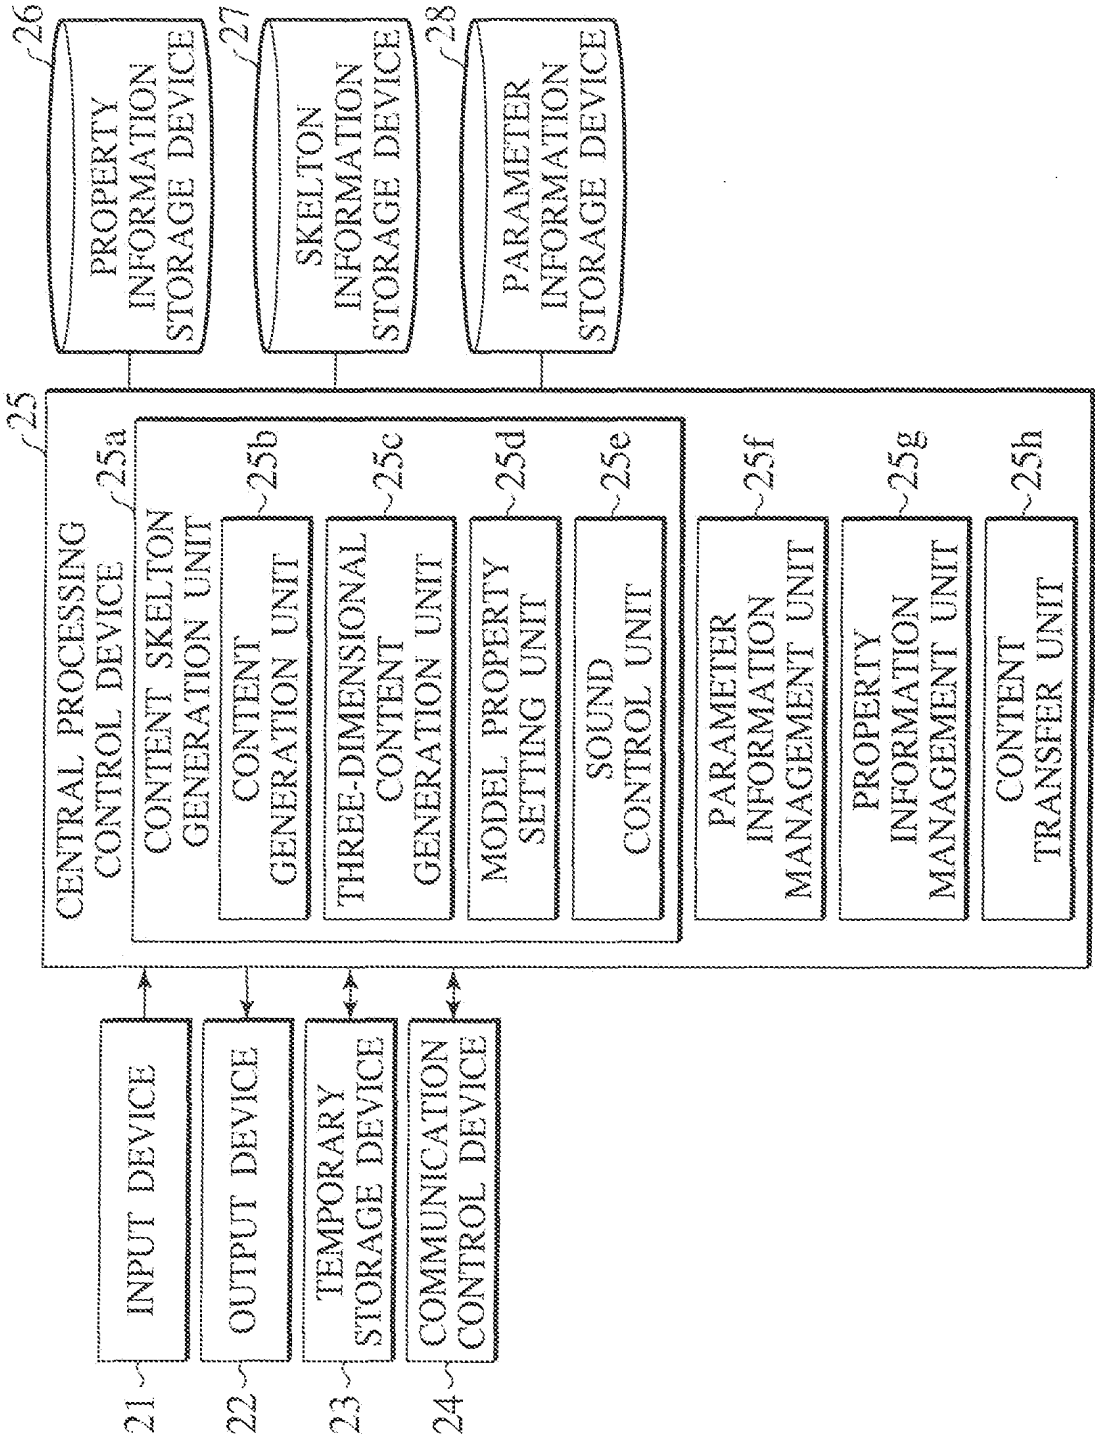 21
INPUT DEVICE
22
OUTPUT DEVICE
23
TEMPORARY
STORAGE DEVICE
24
COMMUNICATION
CONTROL DEVICE
25
CENTRAL PROCESSING
CONTROL DEVICE
25a
CONTENT SKELTON
GENERATION UNIT
CONTENT
GENERATION UNIT
25b
THREE-DIMENSIONAL
CONTENT
GENERATION UNIT
25c
MODEL PROPERTY
SETTING UNIT
25d
SOUND
CONTROL UNIT
25e
PARAMETER
INFORMATION
MANAGEMENT UNIT
25f
PROPERTY
INFORMATION
MANAGEMENT UNIT
25g
CONTENT
TRANSFER UNIT
25h
26
PROPERTY
INFORMATION
STORAGE DEVICE
27
SKELTON
INFORMATION
STORAGE DEVICE
28
PARAMETER
INFORMATION
STORAGE DEVICE